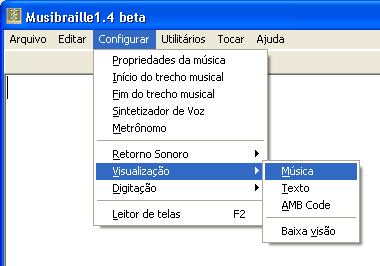 Musibraille1.4 beta
Arquivo Editar Configurar Utilitários Tocar Ajuda
Propriedades da música
Início do trecho musical
Fim do trecho musical
Sintetizador de Voz
Metrônomo
Retorno Sonoro
Visualização
Música
Digitação
Texto
AMB Code
Leitor de telas F2
Baixa visão